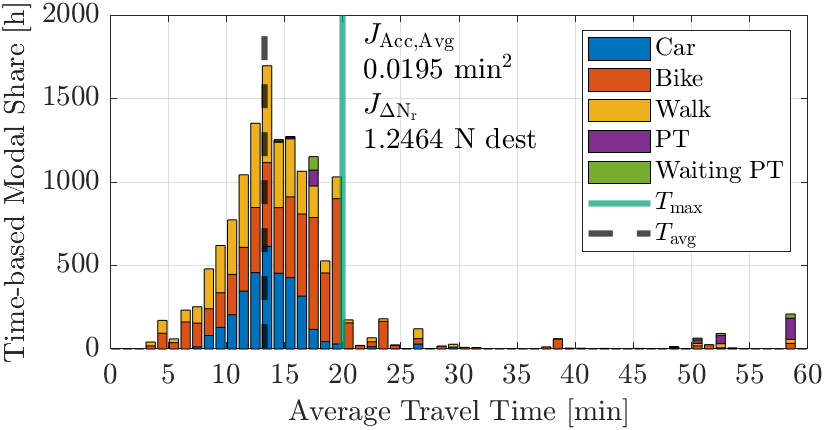 Time-based Modal Share [h]
2000
1500
1000
500
0
J_Acc,Avg
0.0195 min²
J_ΔN_r
1.2464 N dest
Car
Bike
Walk
PT
Waiting PT
T_max
T_avg
0 5 10 15 20 25 30 35 40 45 50 55 60
Average Travel Time [min]